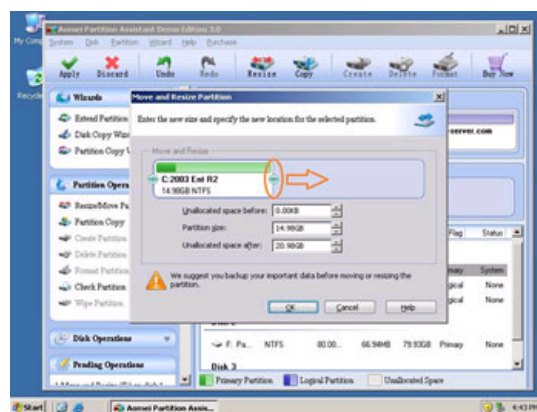 Aomei Partition Assistant Demo Edition 3.0
My Comp
System Disk Partition Wizard Help Purchase
Apply Discard Undo Redo Resize Copy Create Delete Format Buy Now
Recycle
Wizards
Extend Partition
Disk Copy Wiz
Partition Copy
Move and Resize Partition
Enter the new size and specify the new location for the selected partition.
-server.com
Move and Resize
C:2003 Ent R2
14.98GB NTFS
Unallocated space before: 0.00KB
Partition size: 14.98GB
Unallocated space after: 20.98GB
We suggest you backup your important data before moving or resizing the
partition.
OK Cancel Help
Partition Opera
Resize/Move Pa
Partition Copy
Create Partition
Delete Partition
Format Partition
Check Partition
Wipe Partition
Flag Status
System
None
None
Disk Operations
F: Pa... NTFS 80.00... 66.94MB 79.93GB Primary None
Pending Operations
Disk 3
Primary Partition Logical Partition Unallocated Space
Start Aomei Partition Assis... 4:43 PM